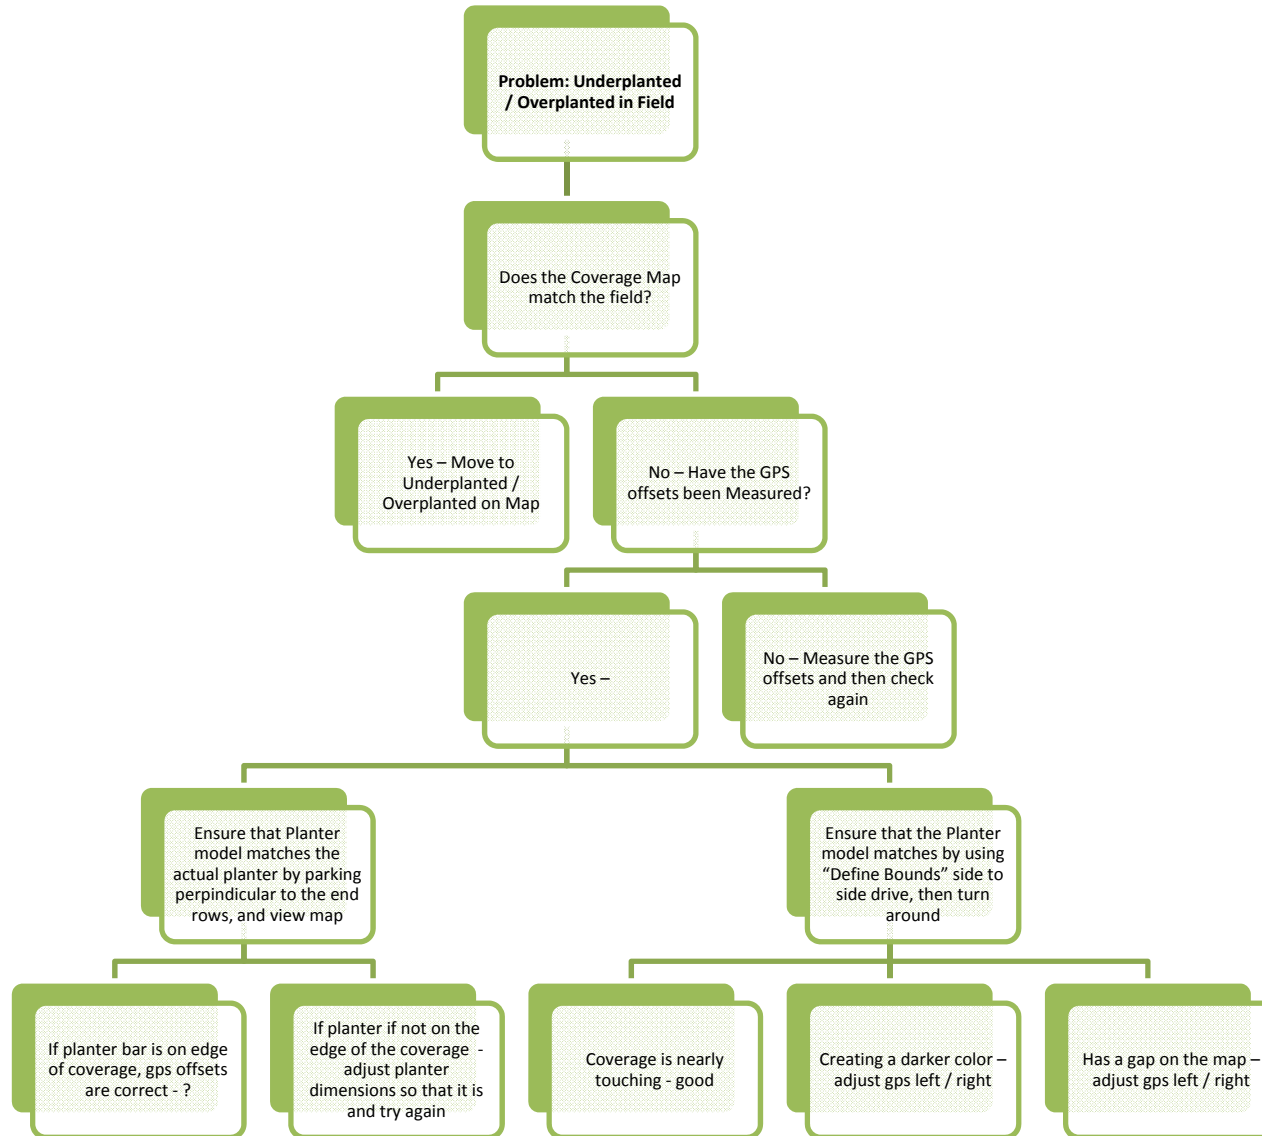 Problem: Underplanted
/ Overplanted in Field
Does the Coverage Map
match the field?
Yes – Move to
Underplanted /
Overplanted on Map
No – Have the GPS
offsets been Measured?
Yes –
No – Measure the GPS
offsets and then check
again
Ensure that Planter
model matches the
actual planter by parking
perpindicular to the end
rows, and view map
Ensure that the Planter
model matches by using
“Define Bounds” side to
side drive, then turn
around
If planter bar is on edge
of coverage, gps offsets
are correct - ?
If planter if not on the
edge of the coverage -
adjust planter
dimensions so that it is
and try again
Coverage is nearly
touching - good
Creating a darker color –
adjust gps left / right
Has a gap on the map –
adjust gps left / right